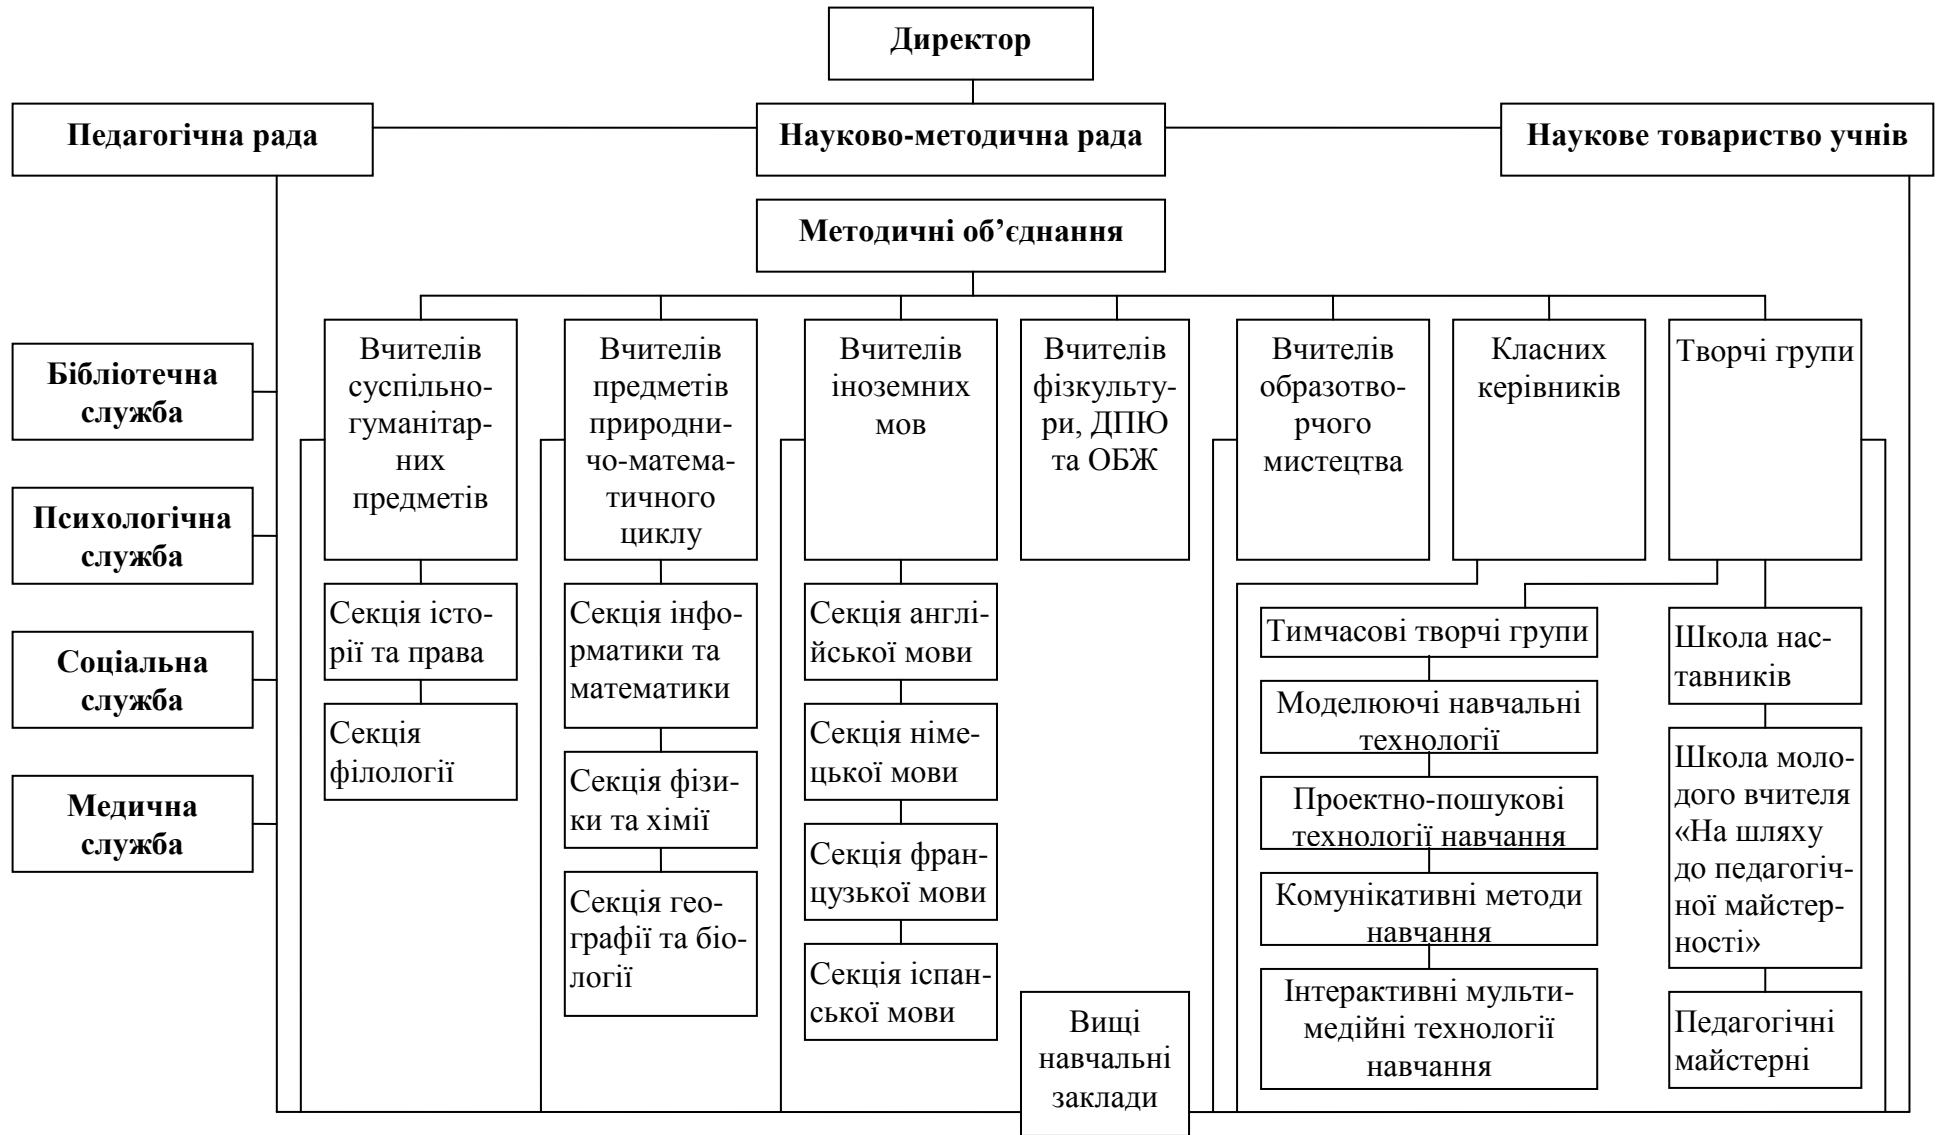 Директор
Педагогічна рада
Науково-методична рада
Наукове товариство учнів
Методичні об’єднання
Бібліотечна
служба
Психологічна
служба
Соціальна
служба
Медична
служба
Вчителів
суспільно-
гуманітар-
них
предметів
Секція істо-
рії та права
Секція
філології
Вчителів
предметів
природни-
чо-матема-
тичного
циклу
Секція інфо-
рматики та
математики
Секція фізи-
ки та хімії
Секція гео-
графії та біо-
логії
Вчителів
іноземних
мов
Секція англі-
йської мови
Секція німе-
цької мови
Секція фран-
цузької мови
Секція іспан-
ської мови
Вчителів
фізкульту-
ри, ДПЮ
та ОБЖ
Вчителів
образотво-
рчого
мистецтва
Класних
керівників
Творчі групи
Тимчасові творчі групи
Моделюючі навчальні
технології
Проектно-пошукові
технології навчання
Комунікативні методи
навчання
Інтерактивні мульти-
медійні технології
навчання
Школа нас-
тавників
Школа моло-
дого вчителя
«На шляху
до педагогіч-
ної майстер-
ності»
Педагогічні
майстерні
Вищі
навчальні
заклади